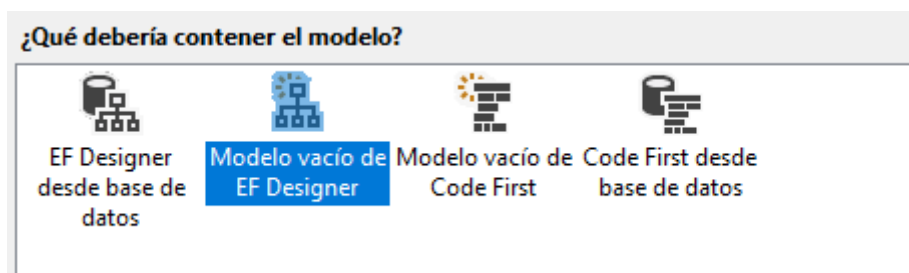 ¿Qué debería contener el modelo?
EF Designer
desde base de
datos
Modelo vacío de
EF Designer
Modelo vacío de
Code First
Code First desde
base de datos